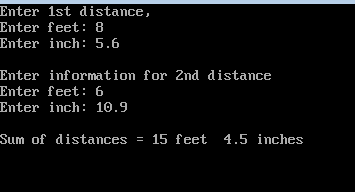 Enter 1st distance,
Enter feet: 8
Enter inch: 5.6
Enter information for 2nd distance
Enter feet: 6
Enter inch: 10.9
Sum of distances = 15 feet  4.5 inches